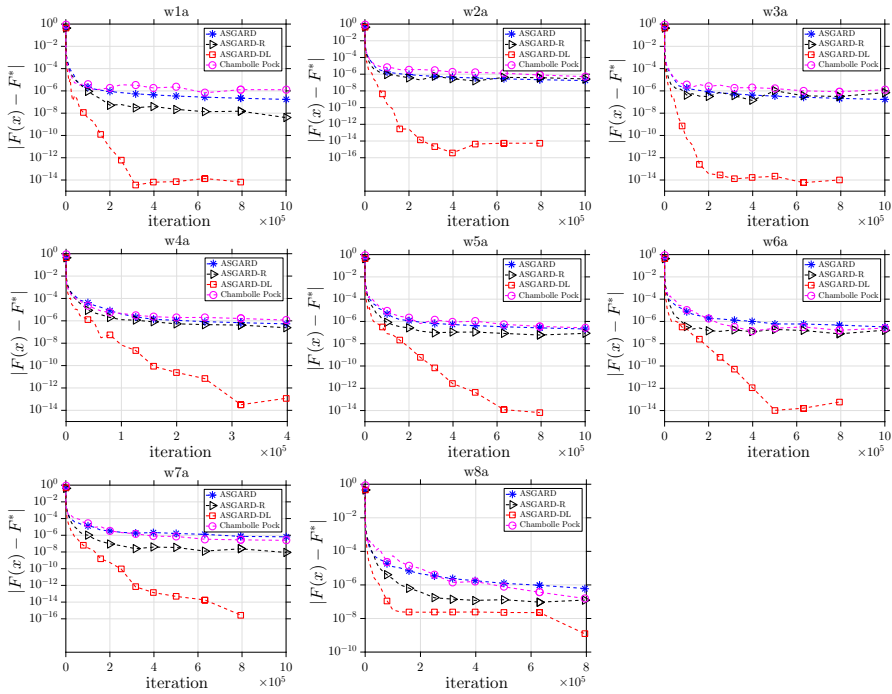 w1a
w2a
w3a
|F(x) − F*|
10^0
10^-2
10^-4
10^-6
10^-8
10^-10
10^-12
10^-14
ASGARD
ASGARD-R
ASGARD-DL
Chambolle Pock
0 2 4 6 8 10
iteration
×10^5
|F(x) − F*|
10^0
10^-2
10^-4
10^-6
10^-8
10^-10
10^-12
10^-14
10^-16
ASGARD
ASGARD-R
ASGARD-DL
Chambolle Pock
0 2 4 6 8 10
iteration
×10^5
|F(x) − F*|
10^0
10^-2
10^-4
10^-6
10^-8
10^-10
10^-12
10^-14
ASGARD
ASGARD-R
ASGARD-DL
Chambolle Pock
0 2 4 6 8 10
iteration
×10^5
w4a
w5a
w6a
|F(x) − F*|
10^0
10^-2
10^-4
10^-6
10^-8
10^-10
10^-12
10^-14
ASGARD
ASGARD-R
ASGARD-DL
Chambolle Pock
0 1 2 3 4
iteration
×10^5
|F(x) − F*|
10^0
10^-2
10^-4
10^-6
10^-8
10^-10
10^-12
10^-14
ASGARD
ASGARD-R
ASGARD-DL
Chambolle Pock
0 2 4 6 8 10
iteration
×10^5
|F(x) − F*|
10^0
10^-2
10^-4
10^-6
10^-8
10^-10
10^-12
10^-14
ASGARD
ASGARD-R
ASGARD-DL
Chambolle Pock
0 2 4 6 8 10
iteration
×10^5
w7a
w8a
|F(x) − F*|
10^0
10^-2
10^-4
10^-6
10^-8
10^-10
10^-12
10^-14
10^-16
ASGARD
ASGARD-R
ASGARD-DL
Chambolle Pock
0 2 4 6 8 10
iteration
×10^5
|F(x) − F*|
10^0
10^-2
10^-4
10^-6
10^-8
10^-10
ASGARD
ASGARD-R
ASGARD-DL
Chambolle Pock
0 2 4 6 8
iteration
×10^5